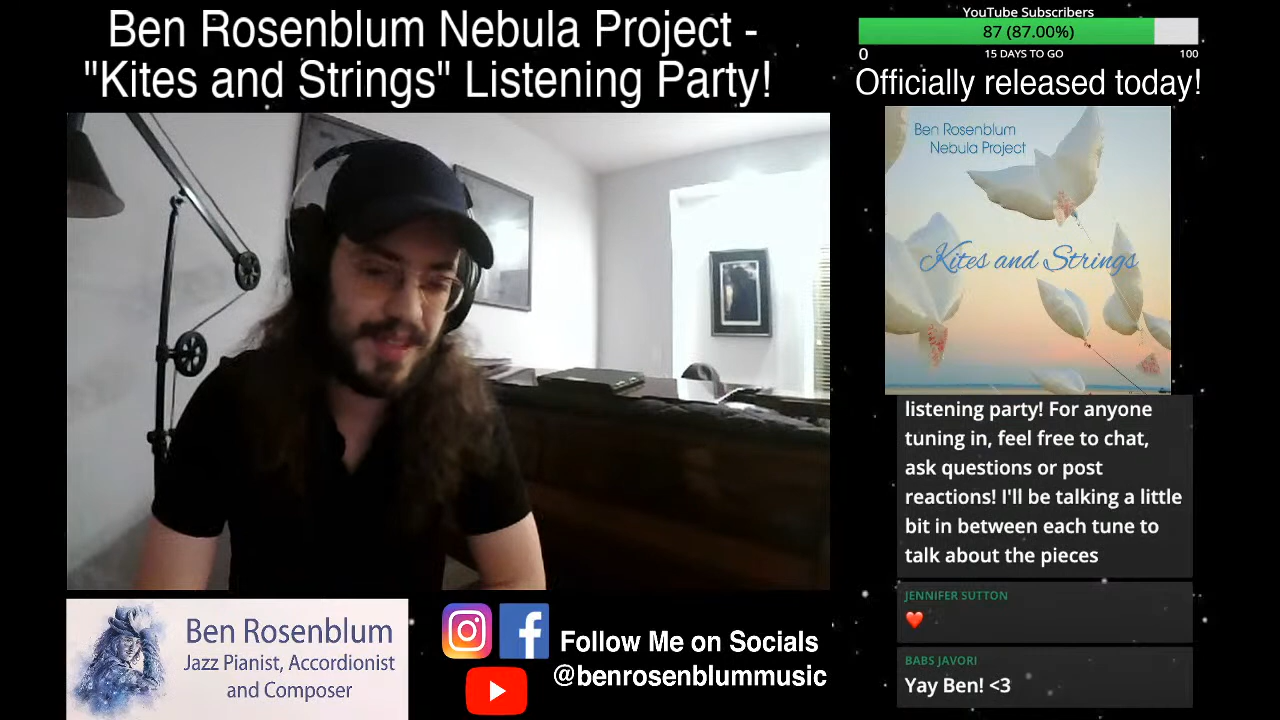 Ben Rosenblum Nebula Project -
"Kites and Strings" Listening Party!
YouTube Subscribers
87 (87.00%)
0
15 DAYS TO GO
100
Officially released today!
Ben Rosenblum
Nebula Project
Kites and Strings
listening party! For anyone
tuning in, feel free to chat,
ask questions or post
reactions! I'll be talking a little
bit in between each tune to
talk about the pieces
JENNIFER SUTTON
❤️
BABS JAVORI
Yay Ben! <3
Ben Rosenblum
Jazz Pianist, Accordionist
and Composer
Follow Me on Socials
@benrosenblummusic